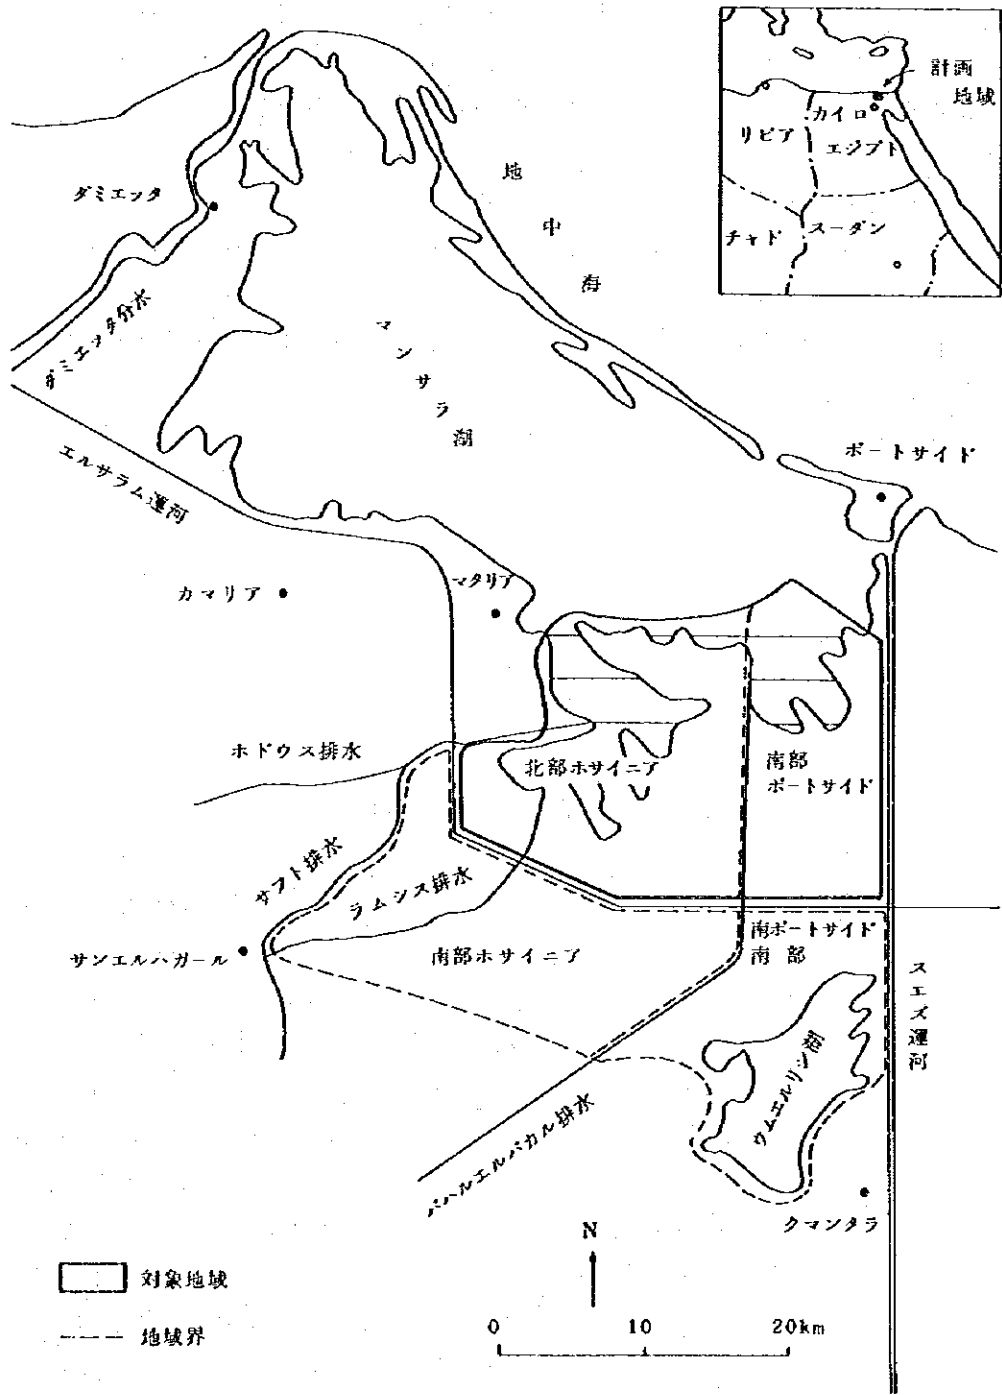 計画
地域
カイロ
リビア
エジプト
チャド
スーダン
地中海
ダミエッタ
ダミエッタ分水
マンサラ湖
エルサラム運河
ポートサイド
カマリア
マタリア
ホドウス排水
北部ホサイニア
南部
ポートサイド
サフト排水
ラムシス排水
サンエルハガール
南部ホサイニア
南ポートサイド
南部
スエズ運河
ウムエルリシ湖
バハルエルバカル排水
クマンタラ
N
対象地域
地域界
0 10 20km